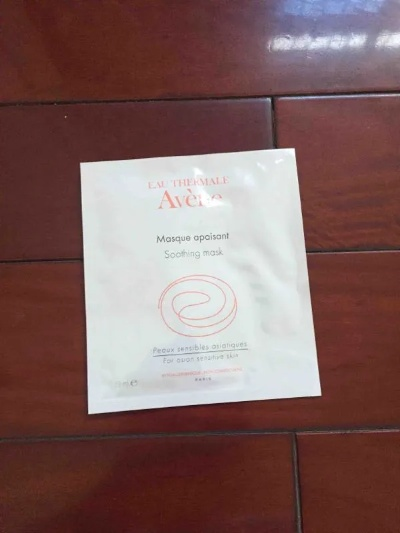 EAU THERMALE
Avène
Masque apaisant
Soothing mask
Peaux sensibles asiatiques
For asian sensitive skin
PARIS